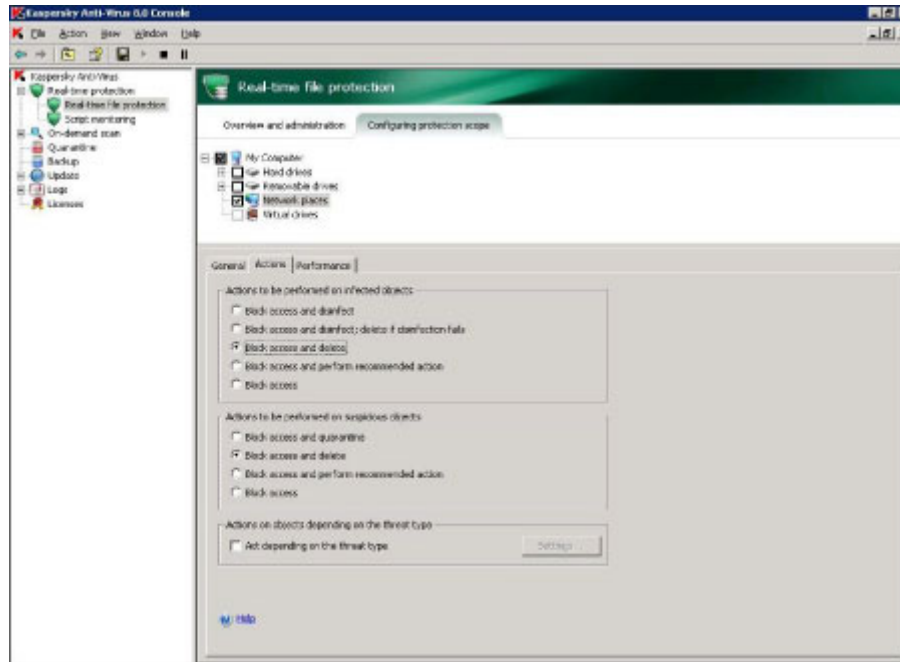 Kaspersky Anti-Virus 8.0 Console
File Action View Window Help
Kaspersky Anti-Virus
Real-time protection
Real-time file protection
Script monitoring
On-demand scan
Quarantine
Backup
Update
Logs
Licenses
Real-time file protection
Overview and administration Configuring protection scope
My Computer
Hard drives
Removable drives
Network places
Virtual drives
General Actions Performance
Actions to be performed on infected objects
Block access and disinfect
Block access and disinfect; delete if disinfection fails
Block access and delete
Block access and perform recommended action
Block access
Actions to be performed on suspicious objects
Block access and quarantine
Block access and delete
Block access and perform recommended action
Block access
Actions on objects depending on the threat type
Act depending on the threat type Settings...
Help